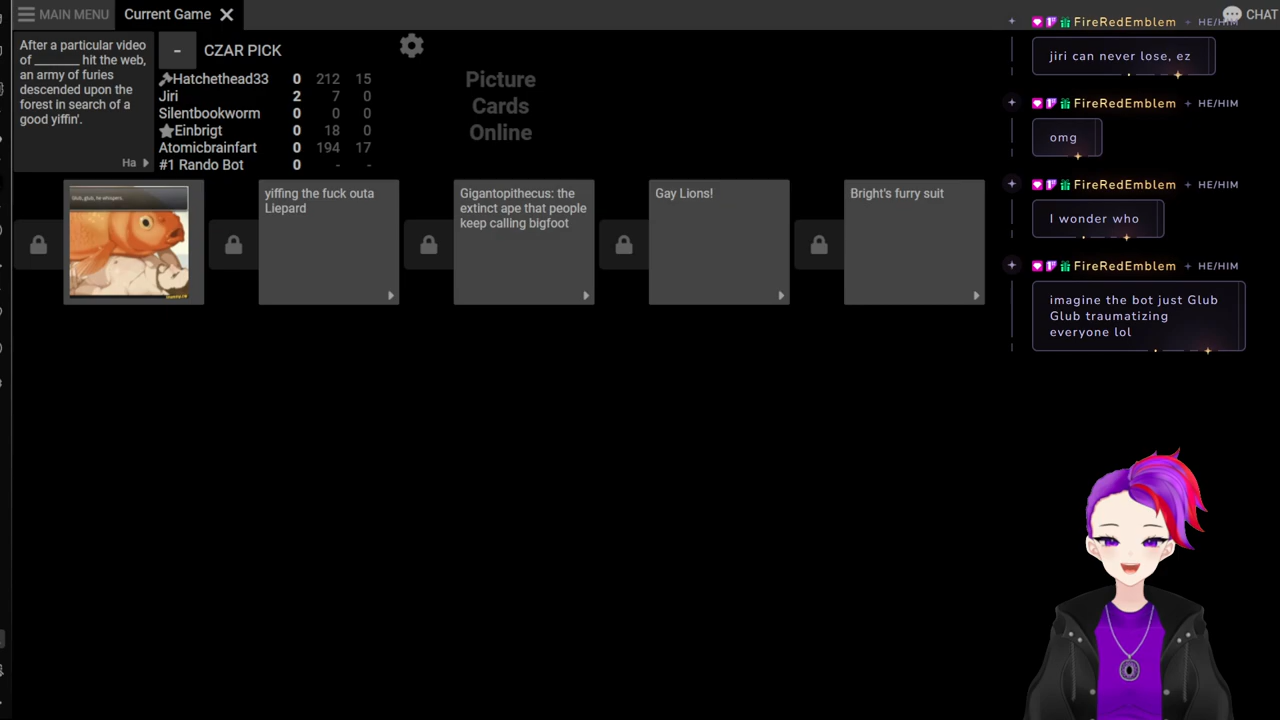 MAIN MENU
Current Game
CHAT
After a particular video
of _______ hit the web,
an army of furies
descended upon the
forest in search of a
good yiffin'.
Ha
-
CZAR PICK
Hatchethead33 0 212 15
Jiri 2 7 0
Silentbookworm 0 0 0
Einbrigt 0 18 0
Atomicbrainfart 0 194 17
#1 Rando Bot 0 - -
Picture
Cards
Online
Glub, glub, he whispers.
yiffing the fuck outa
Liepard
Gigantopithecus: the
extinct ape that people
keep calling bigfoot
Gay Lions!
Bright's furry suit
FireRedEmblem HE/HIM
jiri can never lose, ez
FireRedEmblem HE/HIM
omg
FireRedEmblem HE/HIM
I wonder who
FireRedEmblem HE/HIM
imagine the bot just Glub
Glub traumatizing
everyone lol